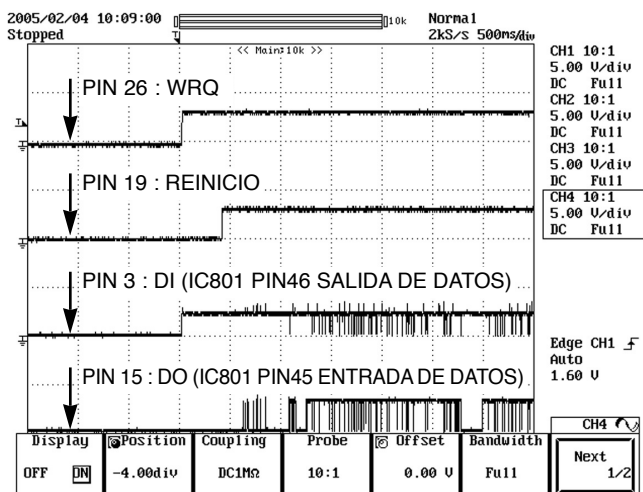 2005/02/04 10:09:00
Stopped
10k
Normal
2kS/s 500ms/div
<< Main:10k >>
CH1 10:1
5.00 V/div
DC Full
CH2 10:1
5.00 V/div
DC Full
CH3 10:1
5.00 V/div
DC Full
CH4 10:1
5.00 V/div
DC Full
PIN 26 : WRQ
PIN 19 : REINICIO
PIN 3 : DI (IC801 PIN46 SALIDA DE DATOS)
PIN 15 : DO (IC801 PIN45 ENTRADA DE DATOS)
Edge CH1
Auto
1.60 V
CH4
Display
OFF ON
Position
-4.00div
Coupling
DC1MΩ
Probe
10:1
Offset
0.00 V
Bandwidth
Full
Next
1/2